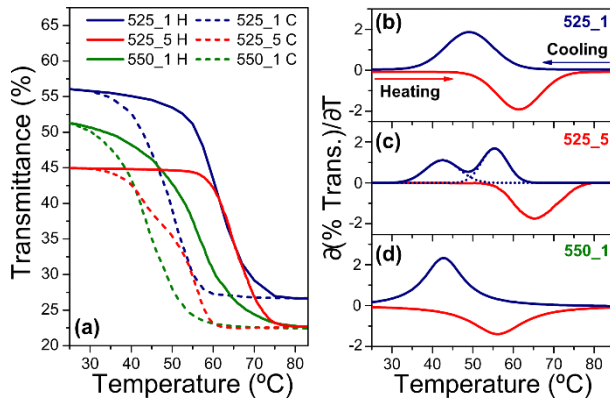 525_1 H 525_1 C
525_5 H 525_5 C
550_1 H 550_1 C
Transmittance (%)
65
60
55
50
45
40
35
30
25
20
(a)
30 40 50 60 70 80
Temperature (ºC)
∂(% Trans.)/∂T
(b) 525_1
2
0
-2
Cooling
Heating
(c) 525_5
2
0
-2
(d) 550_1
2
0
-2
30 40 50 60 70 80
Temperature (ºC)